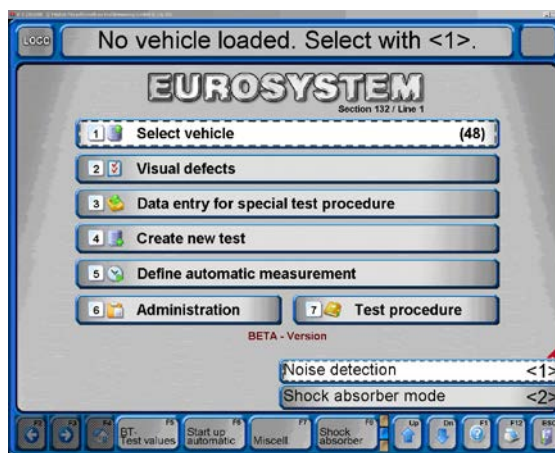 LOGO
No vehicle loaded. Select with <1>.
EUROSYSTEM
Section 132 / Line 1
1 Select vehicle (48)
2 Visual defects
3 Data entry for special test procedure
4 Create new test
5 Define automatic measurement
6 Administration
7 Test procedure
BETA - Version
Noise detection <1>
Shock absorber mode <2>
F2
F3
F4
F5 BT- Test values
F6 Start up automatic
F7 Miscell
F8 Shock absorber
Up
Dn
F1
F12
ESC